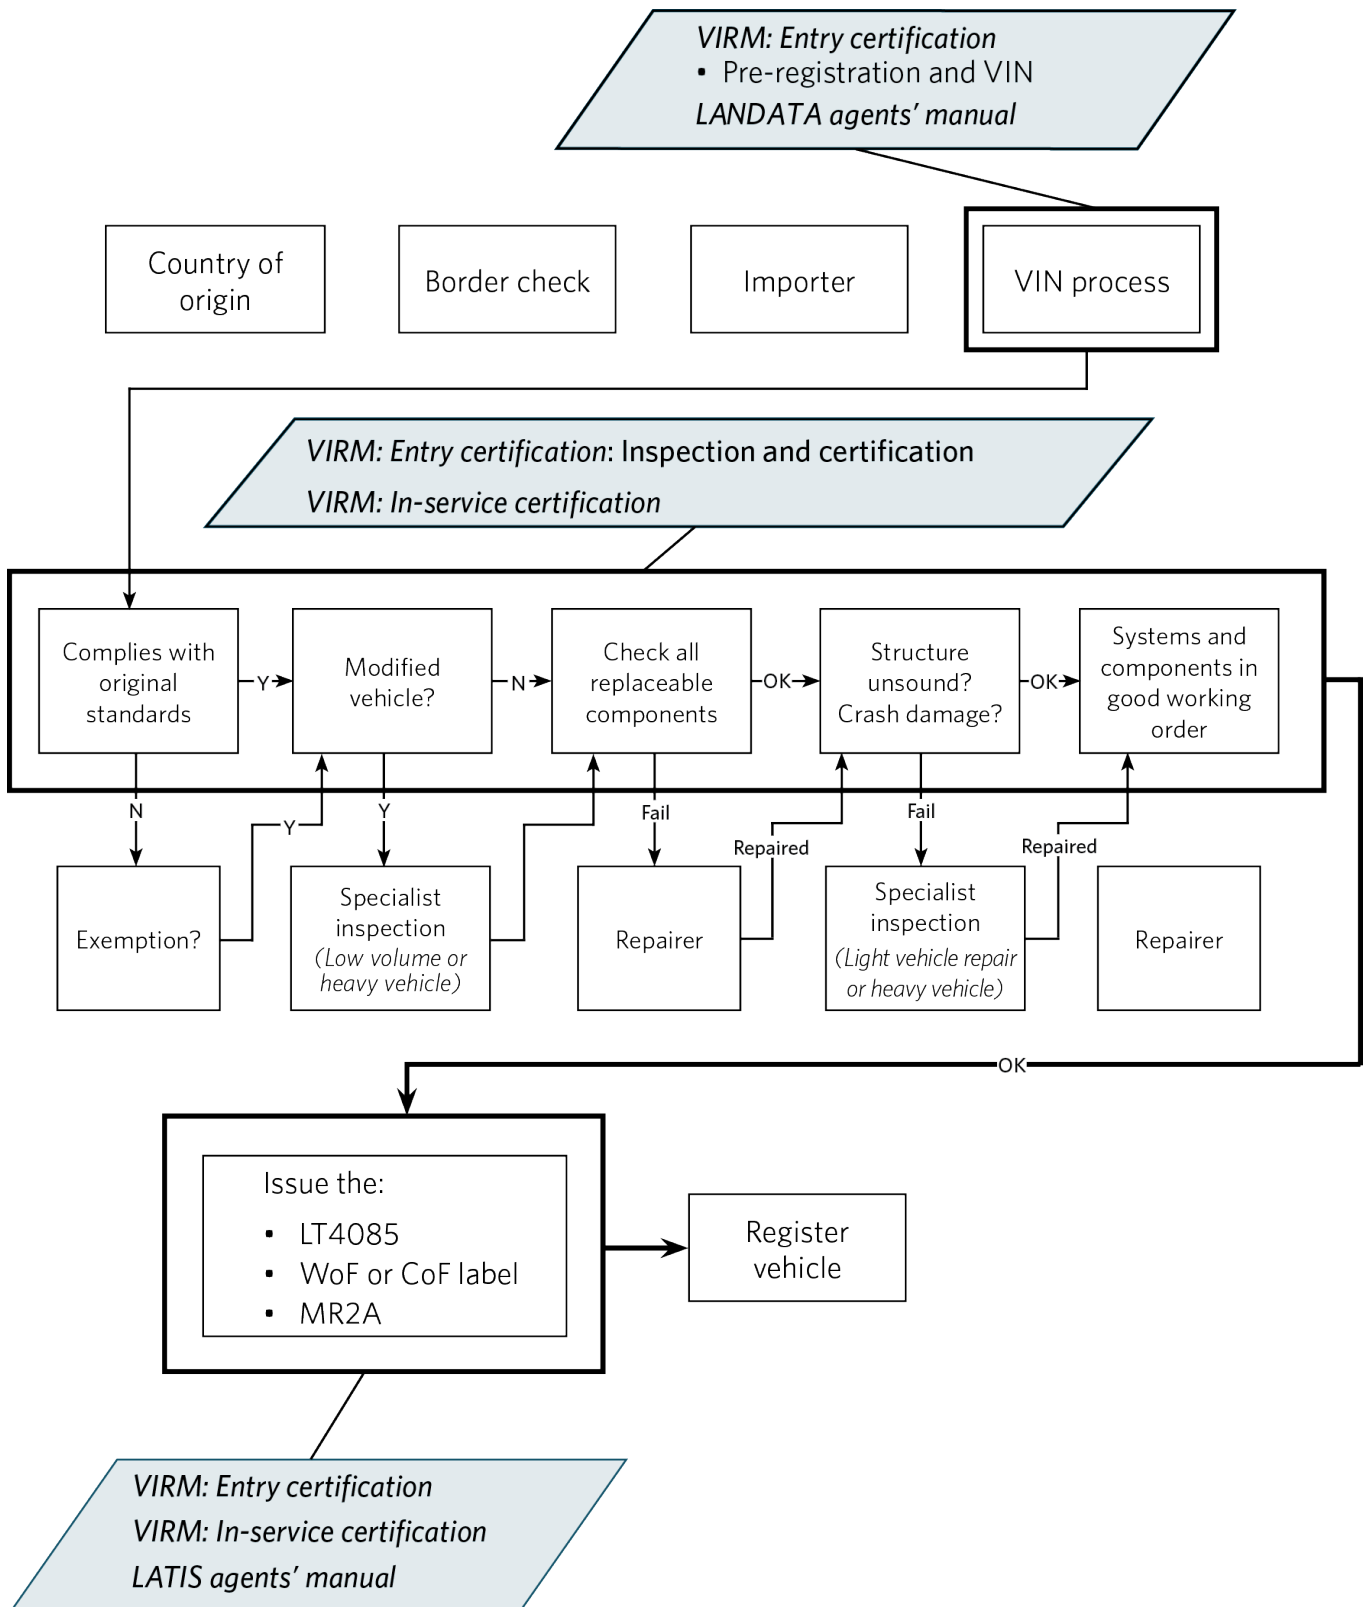 VIRM: Entry certification
• Pre-registration and VIN
LANDATA agents’ manual
Country of
origin
Border check
Importer
VIN process
VIRM: Entry certification: Inspection and certification
VIRM: In-service certification
Complies with
original
standards
Y
Modified
vehicle?
N
Check all
replaceable
components
OK
Structure
unsound?
Crash damage?
OK
Systems and
components in
good working
order
N
Y
Y
Fail
Repaired
Fail
Repaired
Exemption?
Specialist
inspection
(Low volume or
heavy vehicle)
Repairer
Specialist
inspection
(Light vehicle repair
or heavy vehicle)
Repairer
OK
Issue the:
• LT4085
• WoF or CoF label
• MR2A
Register
vehicle
VIRM: Entry certification
VIRM: In-service certification
LATIS agents’ manual